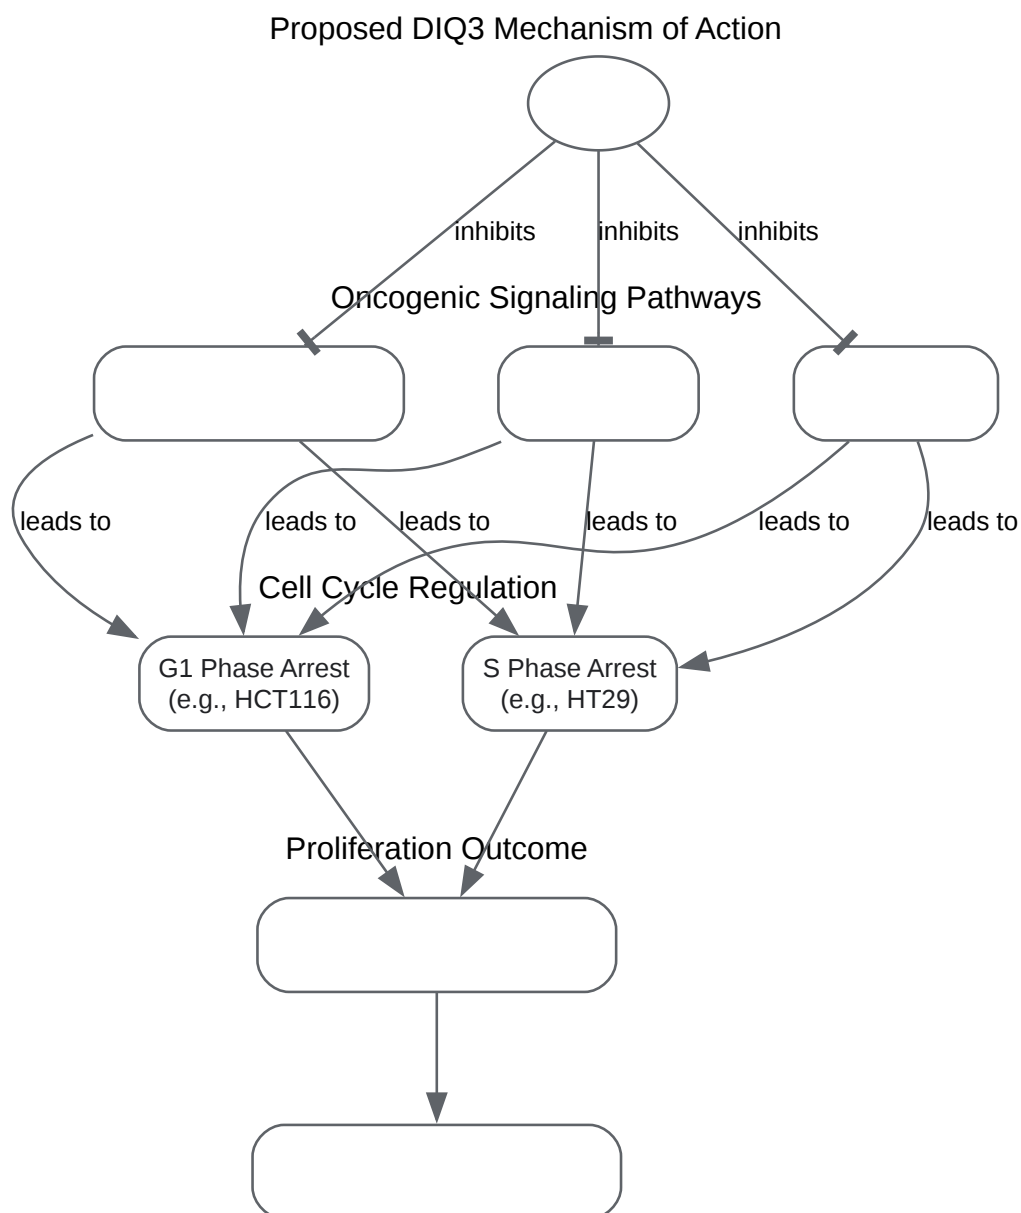 Proposed DIQ3 Mechanism of Action
inhibits
inhibits
inhibits
Oncogenic Signaling Pathways
leads to
leads to
leads to
leads to
leads to
leads to
Cell Cycle Regulation
G1 Phase Arrest
(e.g., HCT116)
S Phase Arrest
(e.g., HT29)
Proliferation Outcome